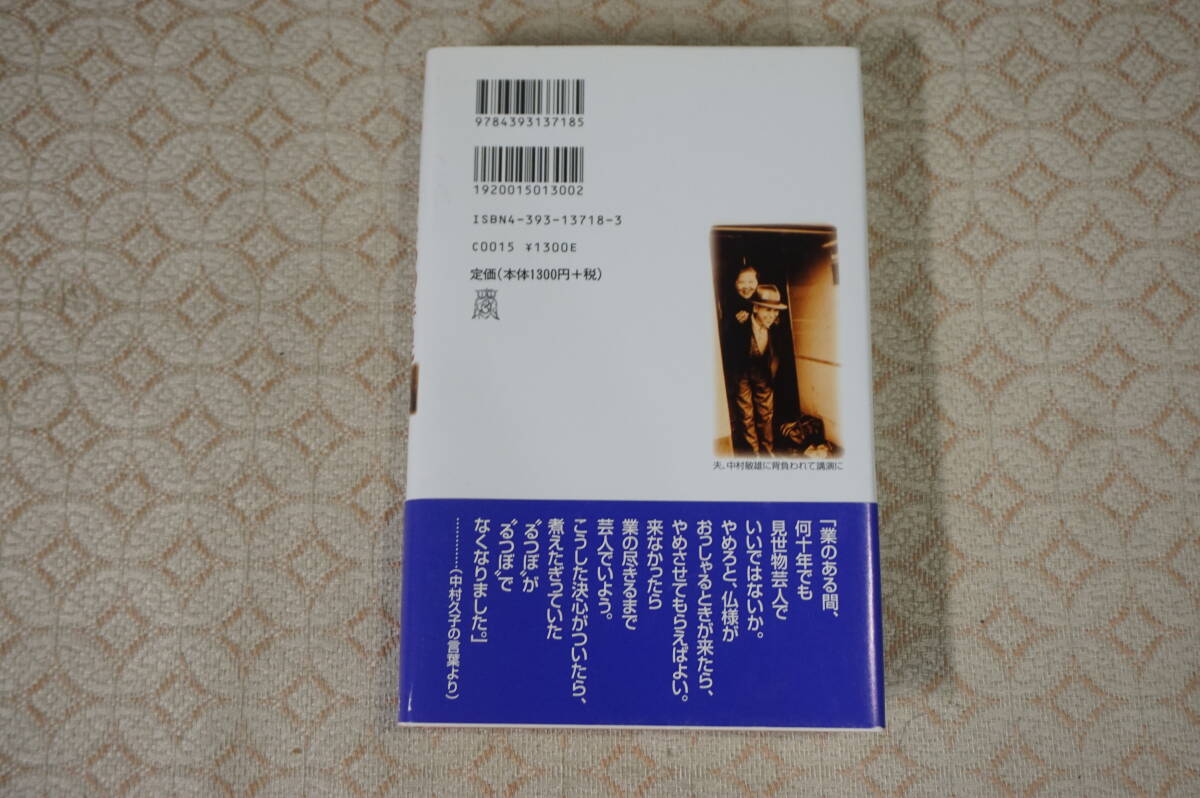 9784393137185
1920015013002
ISBN4-393-13718-3
C0015 ¥1300E
定価(本体1300円+税)
夫、中村敏雄に背負われて講演に
「業のある間、
何十年でも
見世物芸人で
いいではないか。
やめろと、仏様が
おっしゃるときが来たら、
やめさせてもらえばよい。
来なかったら
業の尽きるまで
芸人でいよう。
こうした決心がついたら、
煮えたぎっていた
〝るつぼ〟が
〝るつぼ〟で
なくなりました。」
…………(中村久子の言葉より)